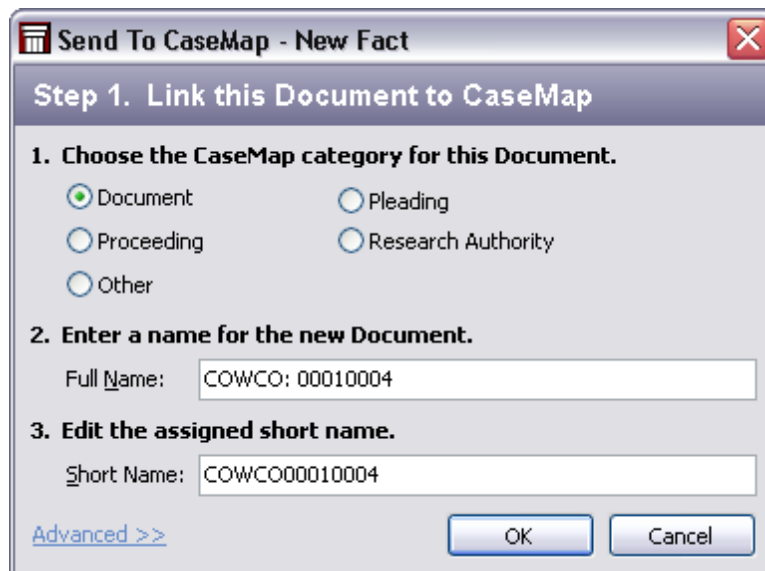 Send To CaseMap - New Fact
Step 1. Link this Document to CaseMap
1. Choose the CaseMap category for this Document.
Document Pleading
Proceeding Research Authority
Other
2. Enter a name for the new Document.
Full Name: COWCO: 00010004
3. Edit the assigned short name.
Short Name: COWCO00010004
Advanced >> OK Cancel